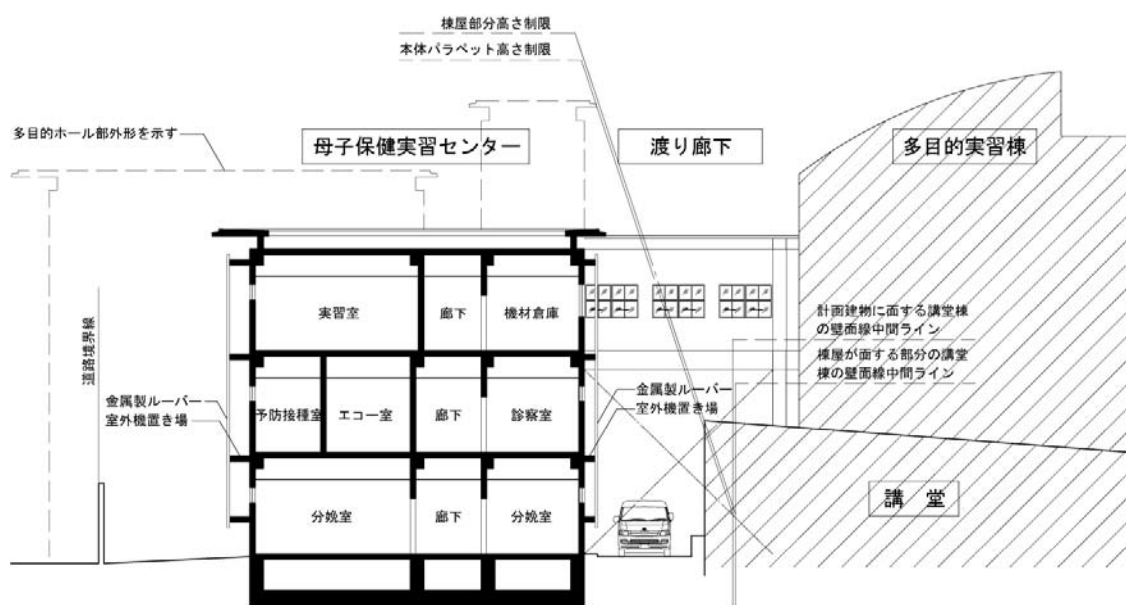 棟屋部分高さ制限
本体パラペット高さ制限
多目的ホール部外形を示す
母子保健実習センター
渡り廊下
多目的実習棟
実習室
廊下
機材倉庫
計画建物に面する講堂棟
の壁面線中間ライン
棟屋が面する部分の講堂
棟の壁面線中間ライン
道路境界線
金属製ルーバー
室外機置き場
予防接種室
エコー室
廊下
診察室
金属製ルーバー
室外機置き場
分娩室
廊下
分娩室
講堂